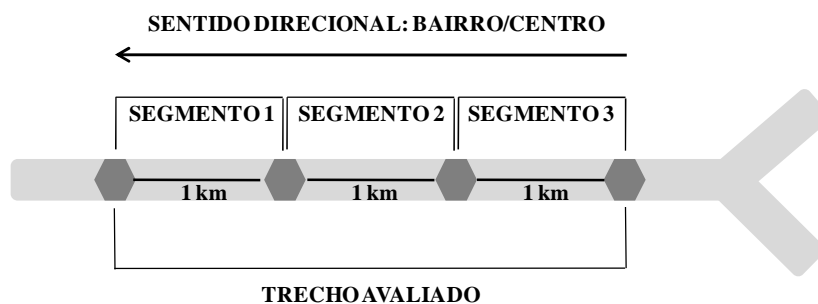 SENTIDO DIRECIONAL: BAIRRO/CENTRO
SEGMENTO 1 SEGMENTO 2 SEGMENTO 3
1 km 1 km 1 km
TRECHO AVALIADO